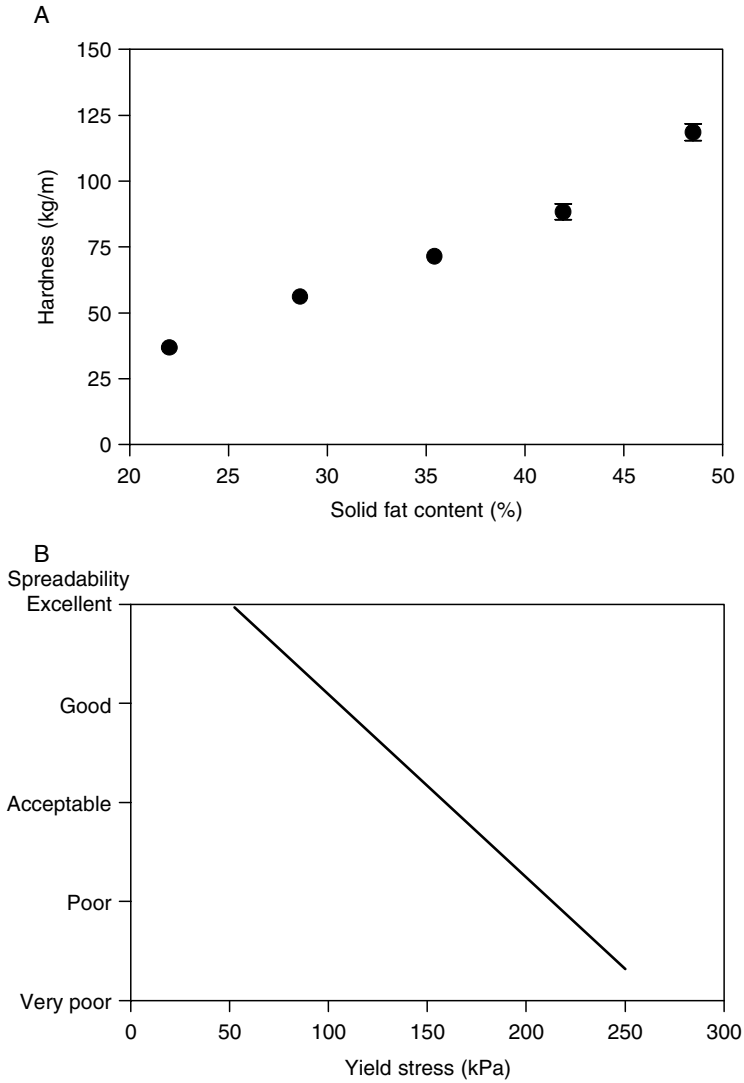 A
150
125
100
75
50
25
0
Hardness (kg/m)
20 25 30 35 40 45 50
Solid fat content (%)
B
Spreadability
Excellent
Good
Acceptable
Poor
Very poor
0 50 100 150 200 250 300
Yield stress (kPa)